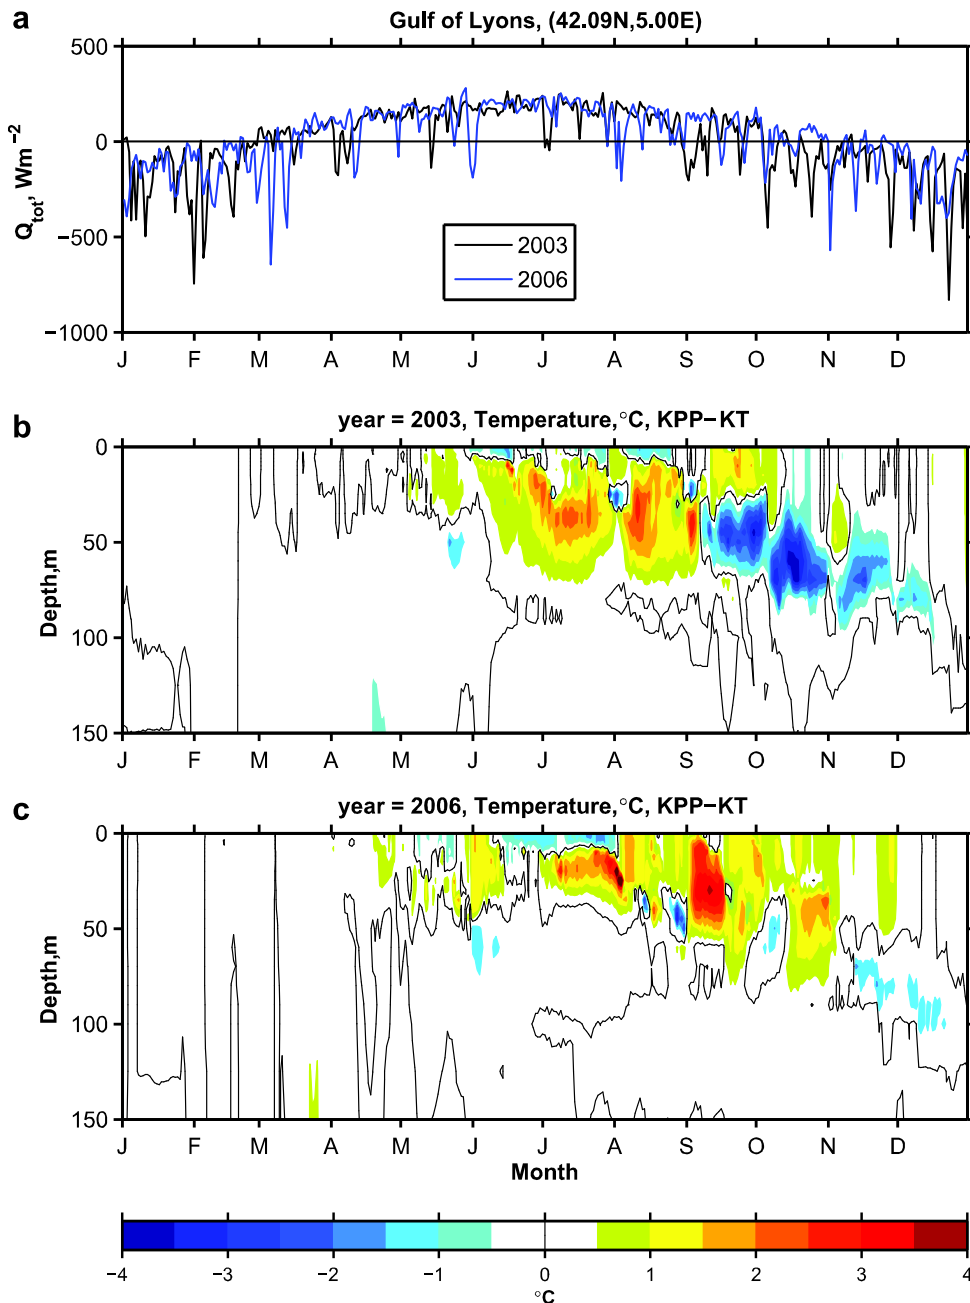 a
Gulf of Lyons, (42.09N,5.00E)
500
0
−500
−1000
Q_tot, Wm^−2
2003
2006
J F M A M J J A S O N D
b
year = 2003, Temperature,°C, KPP−KT
0
50
100
150
Depth,m
J F M A M J J A S O N D
c
year = 2006, Temperature,°C, KPP−KT
0
50
100
150
Depth,m
J F M A M J J A S O N D
Month
−4 −3 −2 −1 0 1 2 3 4
°C